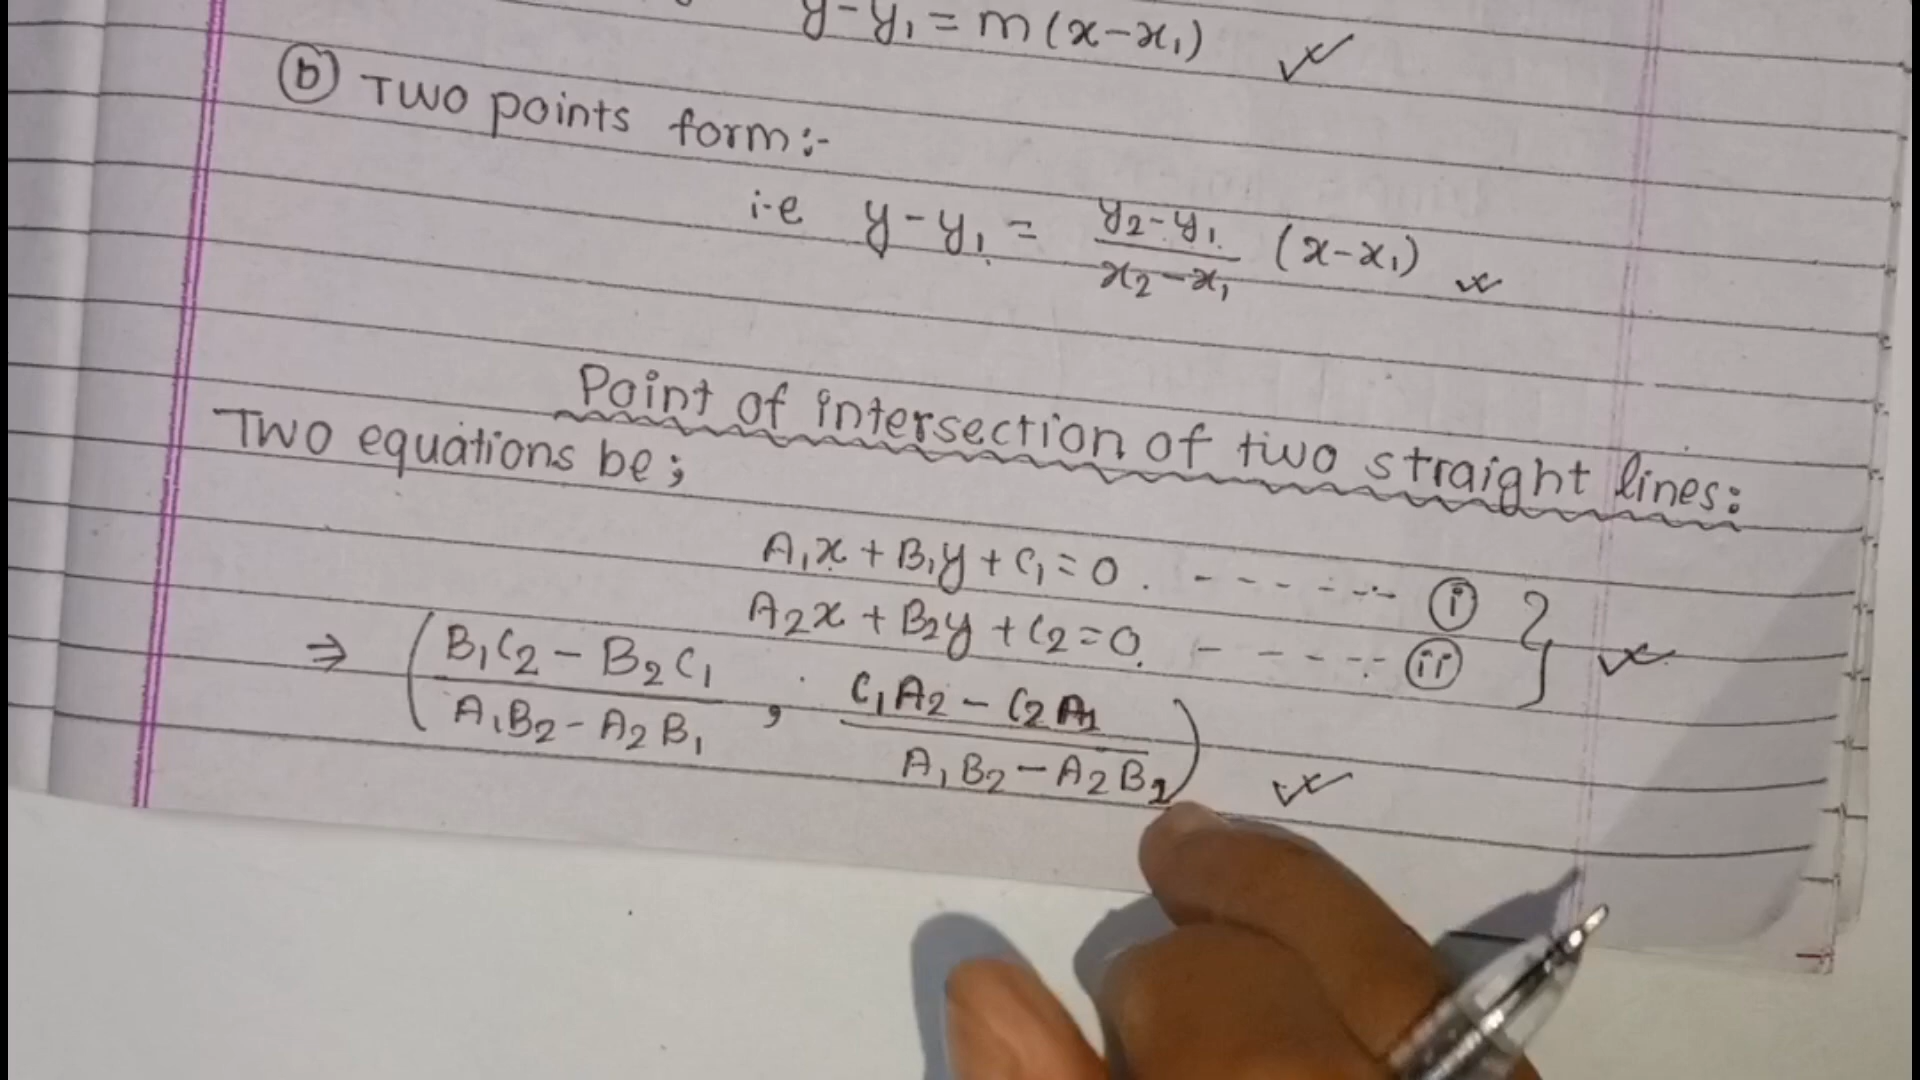 y-y₁ = m(x-x₁)
(b) Two points form:-
i-e y-y₁ = y₂-y₁/x₂-x₁ (x-x₁)
Point of intersection of two straight lines:
Two equations be;
A₁x + B₁y + C₁ = 0. - - - - - - (i)
A₂x + B₂y + C₂ = 0. - - - - - (ii)
⇒ (B₁C₂ - B₂C₁/A₁B₂ - A₂B₁ , C₁A₂ - C₂A₁/A₁B₂ - A₂B₁)